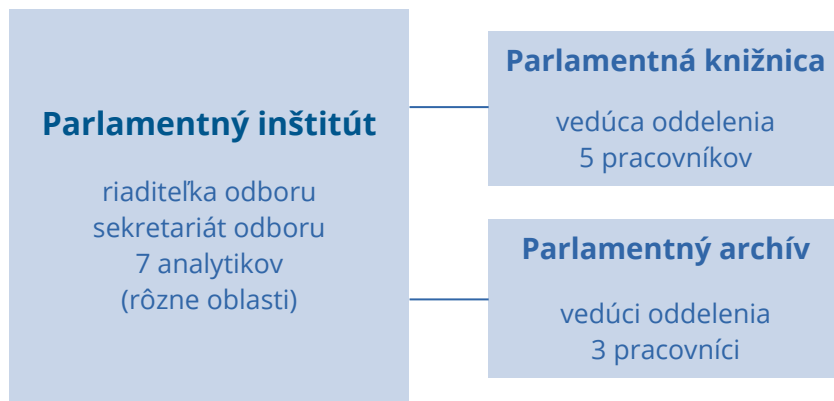 Parlamentný inštitút
riaditeľka odboru
sekretariát odboru
7 analytikov
(rôzne oblasti)
Parlamentná knižnica
vedúca oddelenia
5 pracovníkov
Parlamentný archív
vedúci oddelenia
3 pracovníci